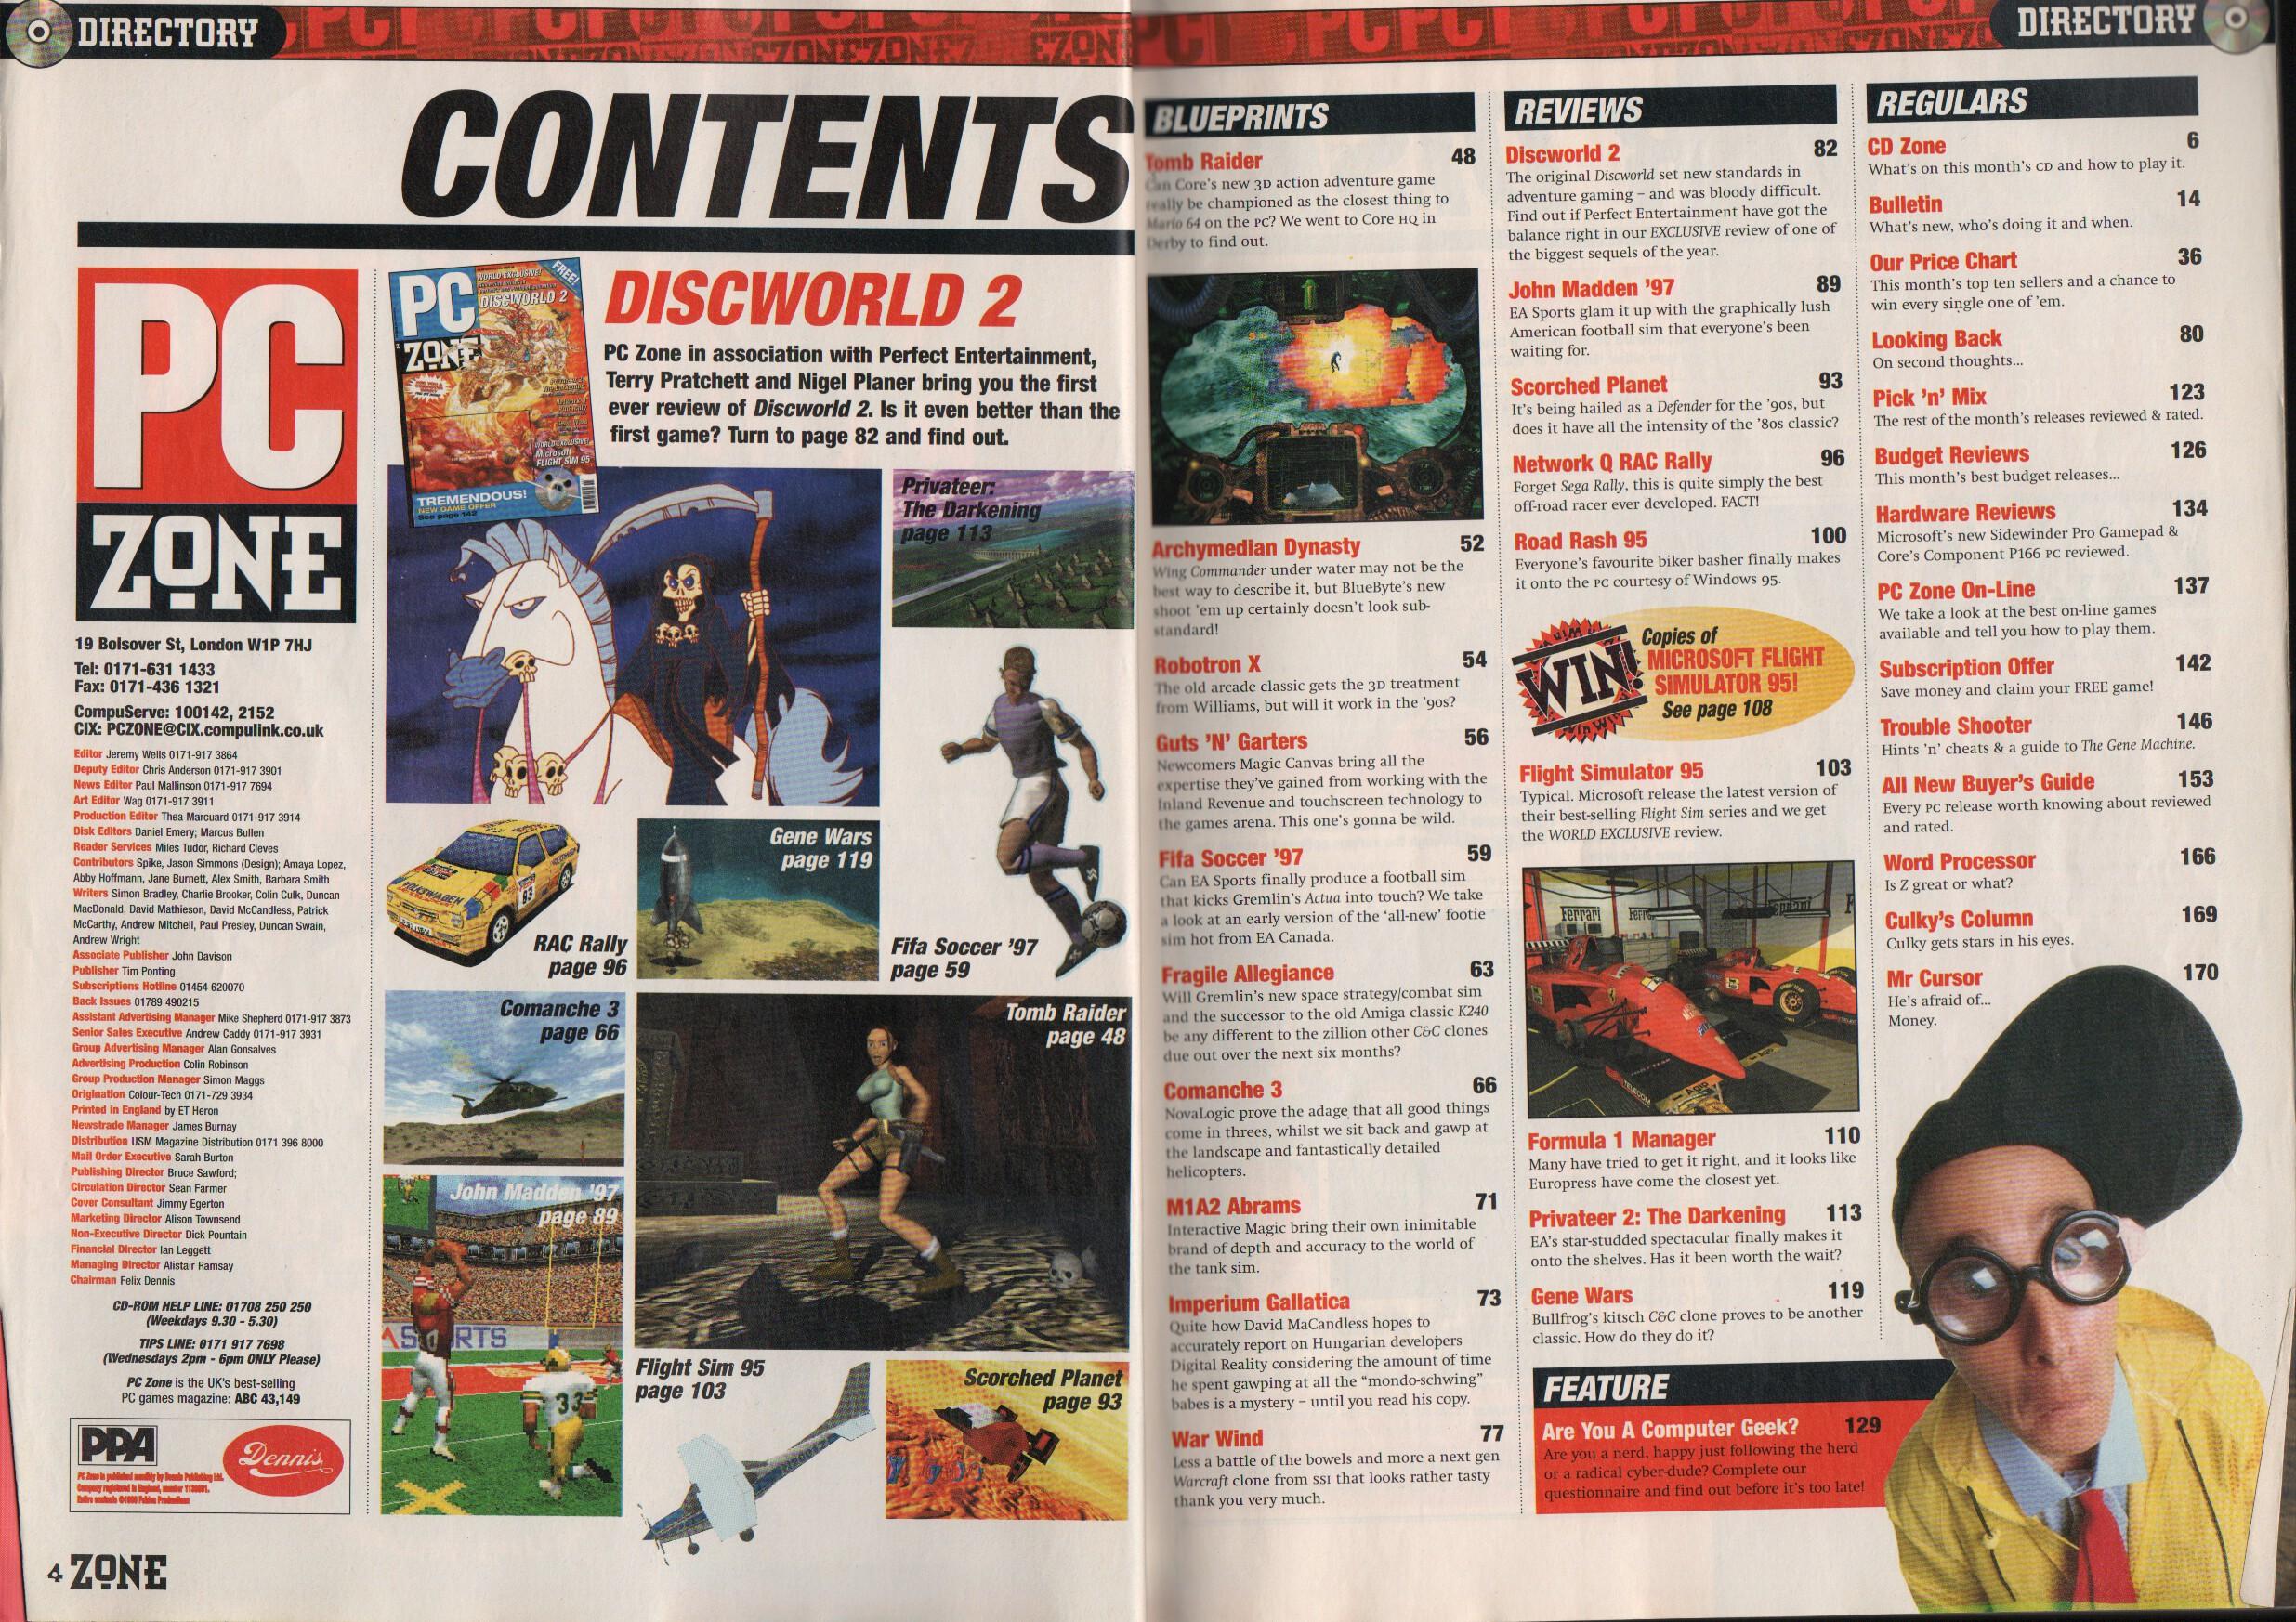 DIRECTORY
DIRECTORY
CONTENTS
PC
ZONE
19 Bolsover St, London W1P 7HJ
Tel: 0171-631 1433
Fax: 0171-436 1321
CompuServe: 100142, 2152
CIX: PCZONE@CIX.compulink.co.uk
Editor Jeremy Wells 0171-917 3864
Deputy Editor Chris Anderson 0171-917 3901
News Editor Paul Mallinson 0171-917 7694
Art Editor Wag 0171-917 3911
Production Editor Thea Marcuard 0171-917 3914
Disk Editors Daniel Emery; Marcus Bullen
Reader Services Miles Tudor, Richard Cleves
Contributors Spike, Jason Simmons (Design); Amaya Lopez,
Abby Hoffmann, Jane Burnett, Alex Smith, Barbara Smith
Writers Simon Bradley, Charlie Brooker, Colin Culk, Duncan
MacDonald, David Mathieson, David McCandless, Patrick
McCarthy, Andrew Mitchell, Paul Presley, Duncan Swain,
Andrew Wright
Associate Publisher John Davison
Publisher Tim Ponting
Subscriptions Hotline 01454 620070
Back Issues 01789 490215
Assistant Advertising Manager Mike Shepherd 0171-917 3873
Senior Sales Executive Andrew Caddy 0171-917 3931
Group Advertising Manager Alan Gonsalves
Advertising Production Colin Robinson
Group Production Manager Simon Maggs
Origination Colour-Tech 0171-729 3934
Printed in England by ET Heron
Newstrade Manager James Burnay
Distribution USM Magazine Distribution 0171 396 8000
Mail Order Executive Sarah Burton
Publishing Director Bruce Sawford;
Circulation Director Sean Farmer
Cover Consultant Jimmy Egerton
Marketing Director Alison Townsend
Non-Executive Director Dick Pountain
Financial Director Ian Leggett
Managing Director Alistair Ramsay
Chairman Felix Dennis
CD-ROM HELP LINE: 01708 250 250
(Weekdays 9.30 - 5.30)
TIPS LINE: 0171 917 7698
(Wednesdays 2pm - 6pm ONLY Please)
PC Zone is the UK's best-selling
PC games magazine: ABC 43,149
PPA
Dennis
PC Zone is published monthly by Dennis Publishing Ltd.
4 ZONE
PC
ZONE
WORLD EXCLUSIVE!
FREE!
DISCWORLD 2
WORLD EXCLUSIVE!
Microsoft
FLIGHT SIM 95
TREMENDOUS!
NEW GAME OFFER
See page 142
DISCWORLD 2
PC Zone in association with Perfect Entertainment,
Terry Pratchett and Nigel Planer bring you the first
ever review of Discworld 2. Is it even better than the
first game? Turn to page 82 and find out.
Privateer:
The Darkening
page 113
VOLKSWAGEN
93
RAC Rally
page 96
Gene Wars
page 119
Fifa Soccer '97
page 59
Comanche 3
page 66
Tomb Raider
page 48
John Madden '97
page 89
SPORTS
33
Flight Sim 95
page 103
Scorched Planet
page 93
BLUEPRINTS
Tomb Raider 48
Can Core's new 3D action adventure game
really be championed as the closest thing to
Mario 64 on the PC? We went to Core HQ in
Derby to find out.
Archymedian Dynasty 52
Wing Commander under water may not be the
best way to describe it, but BlueByte's new
shoot 'em up certainly doesn't look sub-
standard!
Robotron X 54
The old arcade classic gets the 3D treatment
from Williams, but will it work in the '90s?
Guts 'N' Garters 56
Newcomers Magic Canvas bring all the
expertise they've gained from working with the
Inland Revenue and touchscreen technology to
the games arena. This one's gonna be wild.
Fifa Soccer '97 59
Can EA Sports finally produce a football sim
that kicks Gremlin's Actua into touch? We take
a look at an early version of the 'all-new' footie
sim hot from EA Canada.
Fragile Allegiance 63
Will Gremlin's new space strategy/combat sim
and the successor to the old Amiga classic K240
be any different to the zillion other C&C clones
due out over the next six months?
Comanche 3 66
NovaLogic prove the adage that all good things
come in threes, whilst we sit back and gawp at
the landscape and fantastically detailed
helicopters.
M1A2 Abrams 71
Interactive Magic bring their own inimitable
brand of depth and accuracy to the world of
the tank sim.
Imperium Gallatica 73
Quite how David MaCandless hopes to
accurately report on Hungarian developers
Digital Reality considering the amount of time
he spent gawping at all the “mondo-schwing”
babes is a mystery – until you read his copy.
War Wind 77
Less a battle of the bowels and more a next gen
Warcraft clone from SSI that looks rather tasty
thank you very much.
REVIEWS
Discworld 2 82
The original Discworld set new standards in
adventure gaming – and was bloody difficult.
Find out if Perfect Entertainment have got the
balance right in our EXCLUSIVE review of one of
the biggest sequels of the year.
John Madden '97 89
EA Sports glam it up with the graphically lush
American football sim that everyone's been
waiting for.
Scorched Planet 93
It's being hailed as a Defender for the '90s, but
does it have all the intensity of the '80s classic?
Network Q RAC Rally 96
Forget Sega Rally, this is quite simply the best
off-road racer ever developed. FACT!
Road Rash 95 100
Everyone's favourite biker basher finally makes
it onto the PC courtesy of Windows 95.
WIN!
Copies of
MICROSOFT FLIGHT
SIMULATOR 95!
See page 108
Flight Simulator 95 103
Typical. Microsoft release the latest version of
their best-selling Flight Sim series and we get
the WORLD EXCLUSIVE review.
Ferrari
Formula 1 Manager 110
Many have tried to get it right, and it looks like
Europress have come the closest yet.
Privateer 2: The Darkening 113
EA's star-studded spectacular finally makes it
onto the shelves. Has it been worth the wait?
Gene Wars 119
Bullfrog's kitsch C&C clone proves to be another
classic. How do they do it?
FEATURE
Are You A Computer Geek? 129
Are you a nerd, happy just following the herd
or a radical cyber-dude? Complete our
questionnaire and find out before it's too late!
REGULARS
CD Zone 6
What's on this month's CD and how to play it.
Bulletin 14
What's new, who's doing it and when.
Our Price Chart 36
This month's top ten sellers and a chance to
win every single one of 'em.
Looking Back 80
On second thoughts...
Pick 'n' Mix 123
The rest of the month's releases reviewed & rated.
Budget Reviews 126
This month's best budget releases...
Hardware Reviews 134
Microsoft's new Sidewinder Pro Gamepad &
Core's Component P166 PC reviewed.
PC Zone On-Line 137
We take a look at the best on-line games
available and tell you how to play them.
Subscription Offer 142
Save money and claim your FREE game!
Trouble Shooter 146
Hints 'n' cheats & a guide to The Gene Machine.
All New Buyer's Guide 153
Every PC release worth knowing about reviewed
and rated.
Word Processor 166
Is Z great or what?
Culky's Column 169
Culky gets stars in his eyes.
Mr Cursor 170
He's afraid of...
Money.